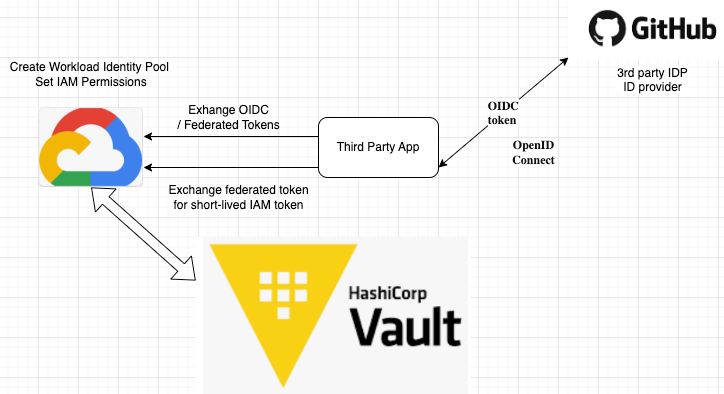 GitHub
3rd party IDP
ID provider
Create Workload Identity Pool
Set IAM Permissions
OIDC
token
Exhange OIDC
/ Federated Tokens
Third Party App
OpenID
Connect
Exchange federated token
for short-lived IAM token
HashiCorp
Vault